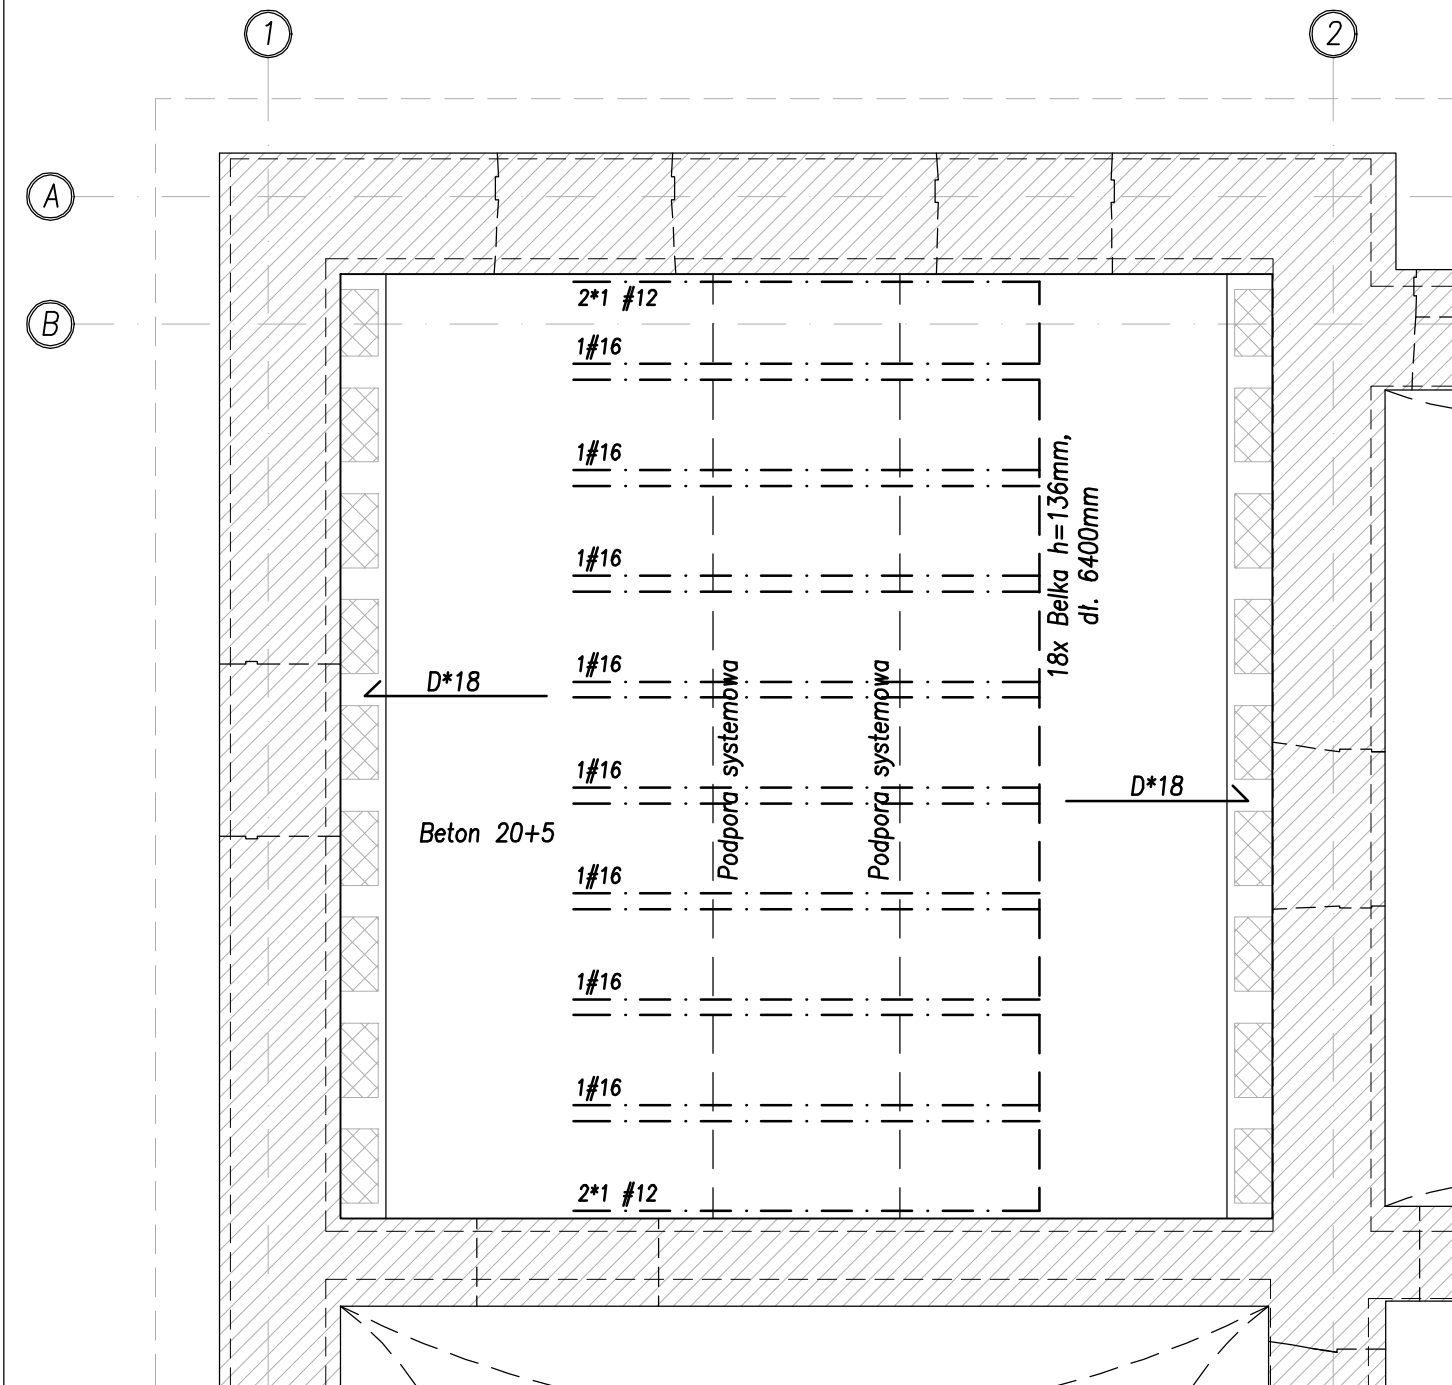 1
2
A
B
2*1 #12
1#16
1#16
1#16
1#16
1#16
1#16
1#16
1#16
2*1 #12
18x Belka h=136mm,
dł. 6400mm
Podpora systemowa
Podpora systemowa
D*18
D*18
Beton 20+5